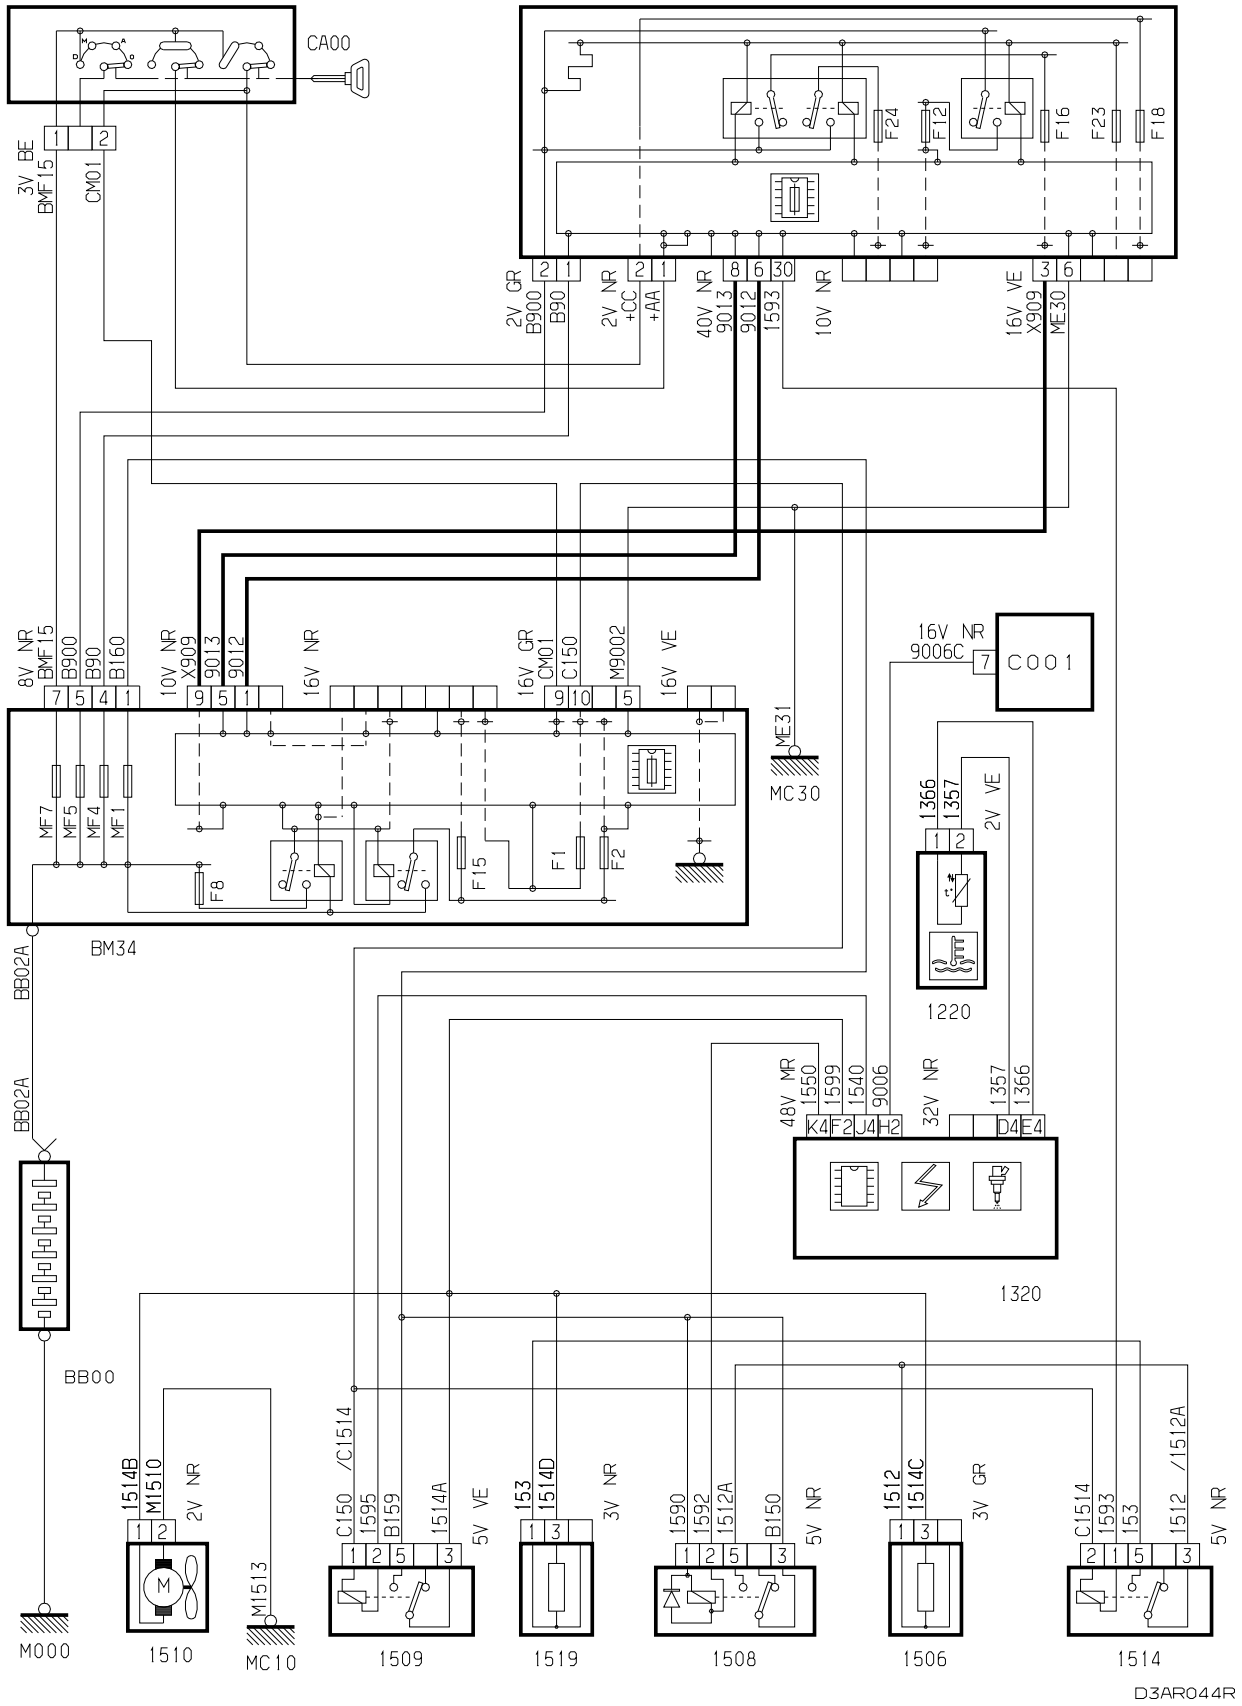 CA00
M A
D D
1 2
3V BE
BMF15
CM01
F24
F12
F16
F23
F18
2 1 2 1 8 6 30 3 6
2V GR
B900
B90
2V NR
+CC
+AA
40V NR
9013
9012
1593
10V NR
16V VE
X909
ME30
8V NR
BMF15
B900
B90
B160
10V NR
X909
9013
9012
16V NR
16V GR
CM01
C150
M9002
16V VE
7 5 4 1 9 5 1 9 10 5
MF7
MF5
MF4
MF1
F8
F15
F1
F2
BM34
ME31
MC30
16V NR
9006C
7 C001
1366
1357
2V VE
1 2
t°
1220
BB02A
BB02A
48V MR
1550
1599
1540
9006
32V NR
1357
1366
K4 F2 J4 H2 D4 E4
1320
BB00
M000
1514B
M1510
2V NR
1 2
M
1510
M1513
MC10
/C1514
C150
1595
B159
1514A
5V VE
1 2 5 3
1509
153
1514D
3V NR
1 3
1519
1590
1592
1512A
B150
5V NR
1 2 5 3
1508
1512
1514C
3V GR
1 3
1506
C1514
1593
153
/1512A
1512
5V NR
2 1 5 3
1514
D3AR044R